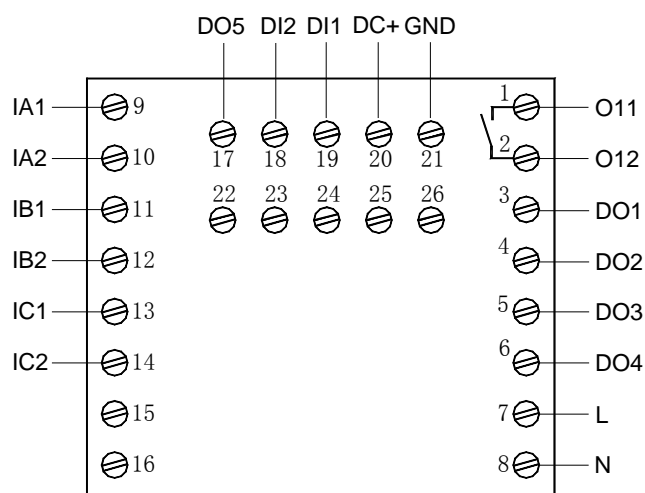 DO5 DI2 DI1 DC+ GND
IA1 9 1 O11
IA2 10 17 18 19 20 21 2 O12
IB1 11 22 23 24 25 26 3 DO1
IB2 12 4 DO2
IC1 13 5 DO3
IC2 14 6 DO4
15 7 L
16 8 N